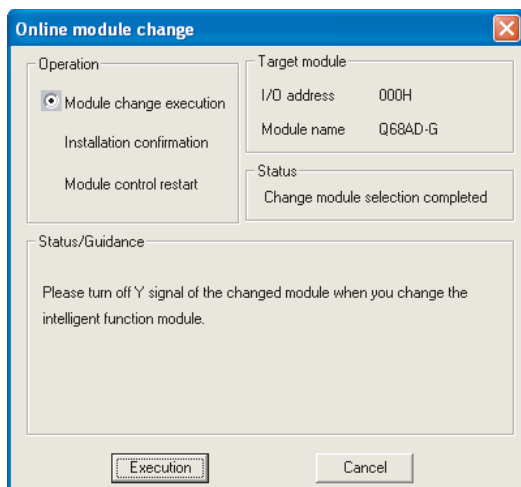 Online module change
Operation
Module change execution
Installation confirmation
Module control restart
Target module
I/O address 000H
Module name Q68AD-G
Status
Change module selection completed
Status/Guidance
Please turn off Y signal of the changed module when you change the
intelligent function module.
Execution Cancel